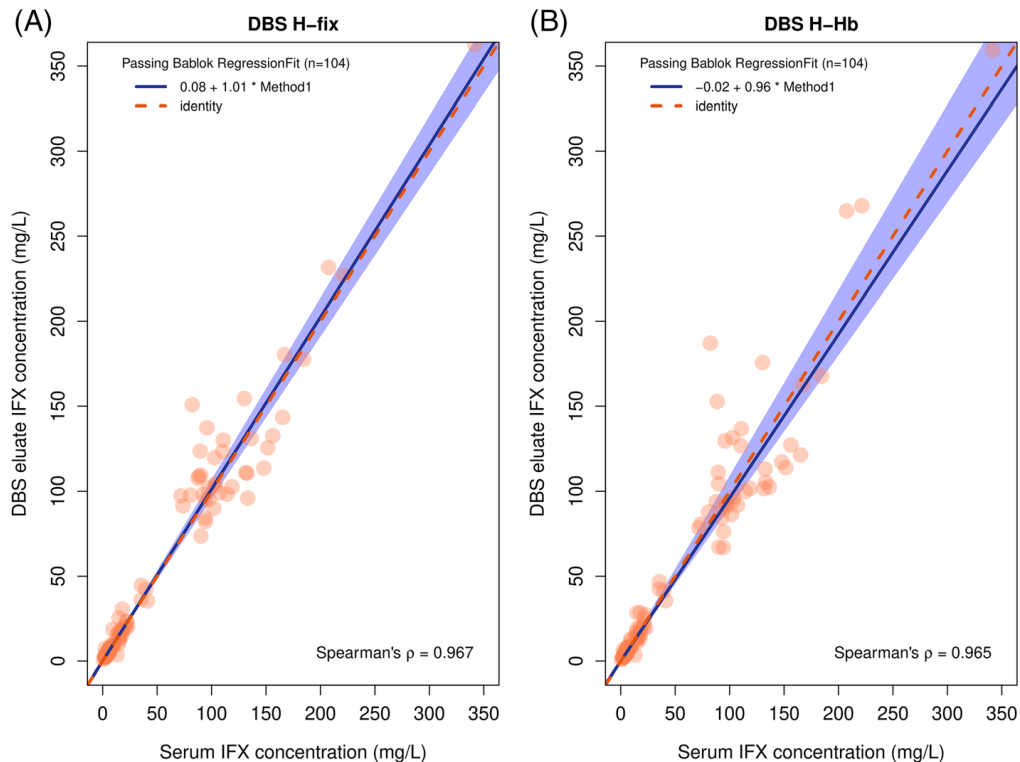 (A)
DBS H-fix
Passing Bablok RegressionFit (n=104)
0.08 + 1.01 * Method1
identity
DBS eluate IFX concentration (mg/L)
350
300
250
200
150
100
50
0
Spearman's ρ = 0.967
0 50 100 150 200 250 300 350
Serum IFX concentration (mg/L)
(B)
DBS H-Hb
Passing Bablok RegressionFit (n=104)
−0.02 + 0.96 * Method1
identity
DBS eluate IFX concentration (mg/L)
350
300
250
200
150
100
50
0
Spearman's ρ = 0.965
0 50 100 150 200 250 300 350
Serum IFX concentration (mg/L)